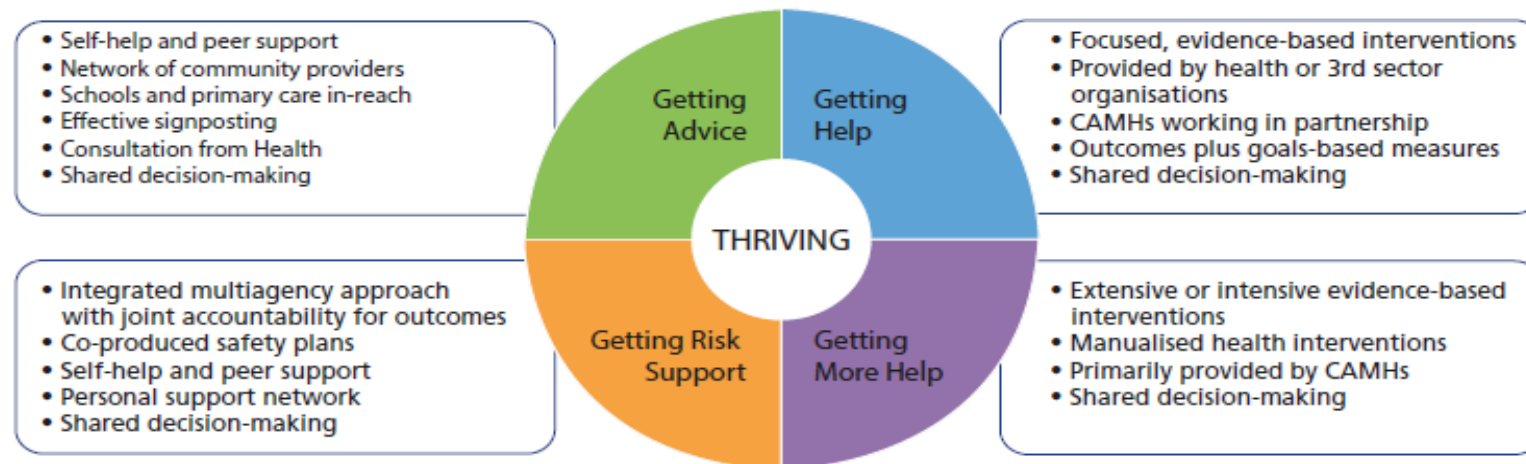 • Self-help and peer support
• Network of community providers
• Schools and primary care in-reach
• Effective signposting
• Consultation from Health
• Shared decision-making
Getting
Advice
Getting
Help
• Focused, evidence-based interventions
• Provided by health or 3rd sector
organisations
• CAMHs working in partnership
• Outcomes plus goals-based measures
• Shared decision-making
THRIVING
• Integrated multiagency approach
with joint accountability for outcomes
• Co-produced safety plans
• Self-help and peer support
• Personal support network
• Shared decision-making
Getting Risk
Support
Getting
More Help
• Extensive or intensive evidence-based
interventions
• Manualised health interventions
• Primarily provided by CAMHs
• Shared decision-making